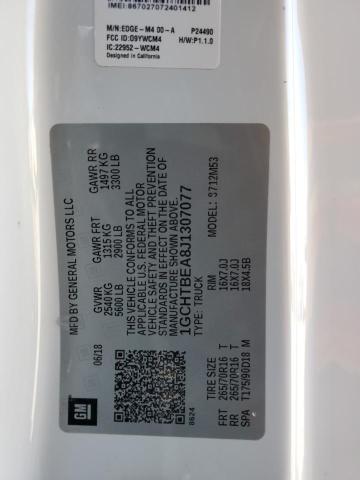 IMEI:867027072401412
M/N:EDGE-M4 00-A P24490
FCC ID:O9YWCM4 H/W:P1.1.0
IC:22952-WCM4
Designed in California
MFD BY GENERAL MOTORS LLC
06/18
GM
GVWR GAWR FRT GAWR RR
2540 KG 1315 KG 1497 KG
5600 LB 2900 LB 3300 LB
THIS VEHICLE CONFORMS TO ALL
APPLICABLE U.S. FEDERAL MOTOR
VEHICLE SAFETY AND THEFT PREVENTION
STANDARDS IN EFFECT ON THE DATE OF
MANUFACTURE SHOWN ABOVE.
1GCHTBEA8J1307077
TYPE: TRUCK
8624 3712M53
TIRE SIZE RIM
FRT 265/70R16 T 16X7.0J
RR 265/70R16 T 16X7.0J
SPA T175/90D18 M 18X4.5B